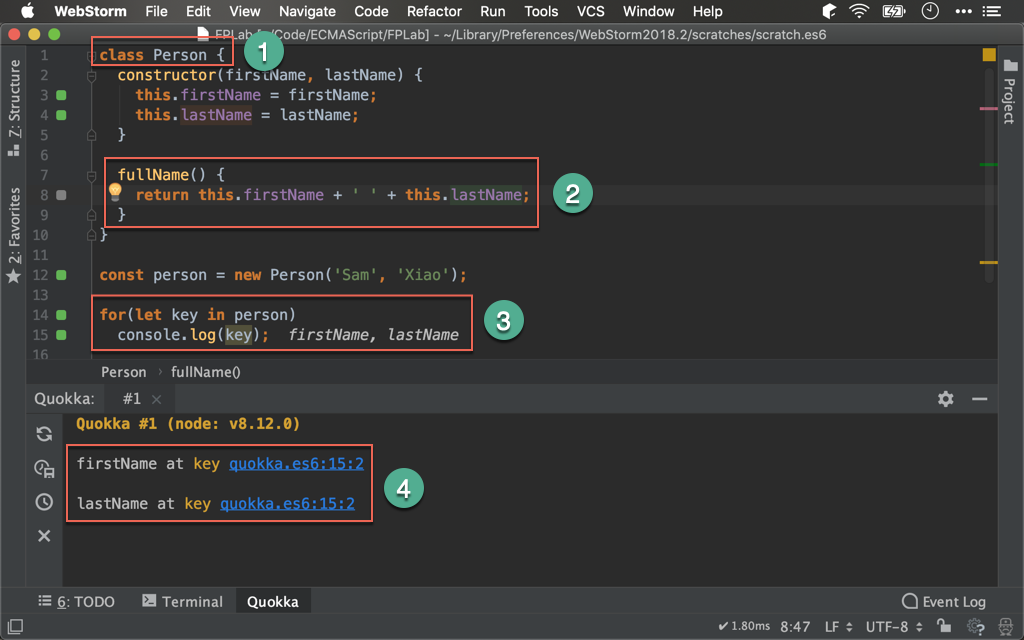 WebStorm File Edit View Navigate Code Refactor Run Tools VCS Window Help
/Code/ECMAScript/FPLab] - ~/Library/Preferences/WebStorm2018.2/scratches/scratch.es6
Z: Structure
2: Favorites
Project
1 class Person {
1
2 constructor(firstName, lastName) {
3 this.firstName = firstName;
4 this.lastName = lastName;
5 }
6
7 fullName() {
8 return this.firstName + ' ' + this.lastName;
2
9 }
10 }
11
12 const person = new Person('Sam', 'Xiao');
13
14 for(let key in person)
3
15 console.log(key); firstName, lastName
16
Person › fullName()
Quokka: #1 ×
Quokka #1 (node: v8.12.0)
firstName at key quokka.es6:15:2
lastName at key quokka.es6:15:2
4
6: TODO Terminal Quokka Event Log
✔ 1.80ms 8:47 LF UTF-8